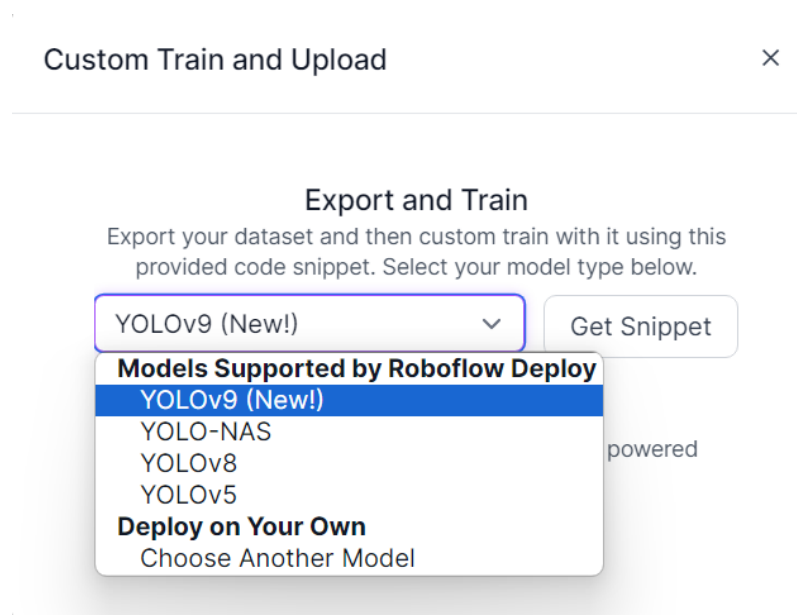 Custom Train and Upload
Export and Train
Export your dataset and then custom train with it using this
provided code snippet. Select your model type below.
YOLOv9 (New!)
Get Snippet
Models Supported by Roboflow Deploy
YOLOv9 (New!)
YOLO-NAS
YOLOv8
YOLOv5
powered
Deploy on Your Own
Choose Another Model